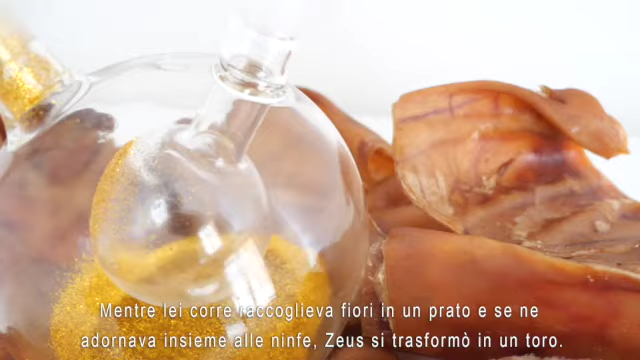 Mentre lei corre raccoglieva fiori in un prato e se ne
adornava insieme alle ninfe, Zeus si trasformò in un toro.